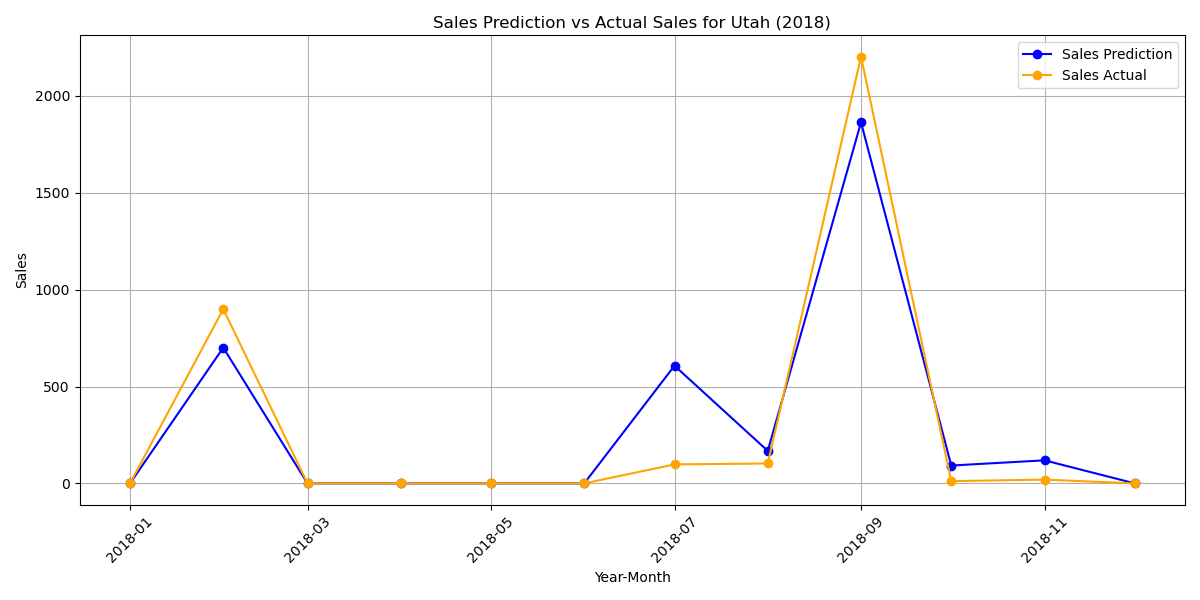 Sales Prediction vs Actual Sales for Utah (2018)
Sales Prediction
Sales Actual
Sales
2000
1500
1000
500
0
2018-01
2018-03
2018-05
2018-07
2018-09
2018-11
Year-Month